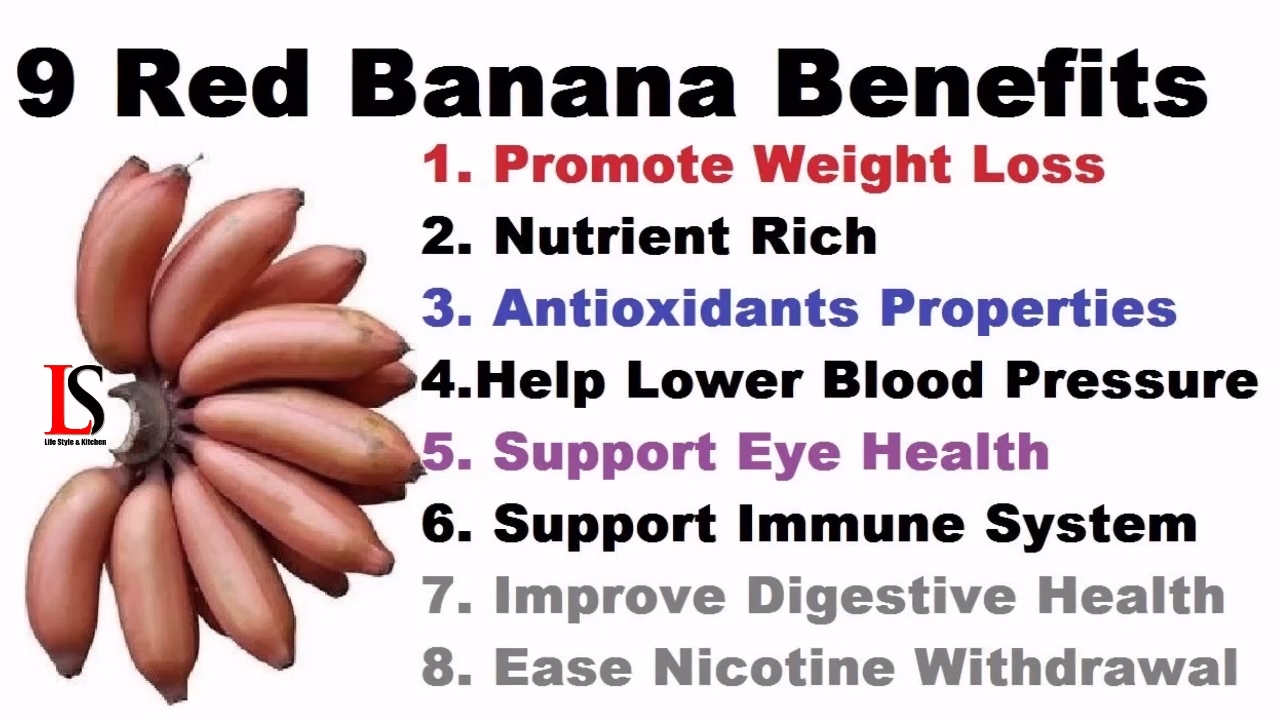 9 Red Banana Benefits
1. Promote Weight Loss
2. Nutrient Rich
3. Antioxidants Properties
4.Help Lower Blood Pressure
5. Support Eye Health
6. Support Immune System
7. Improve Digestive Health
8. Ease Nicotine Withdrawal
LS
Life Style & Kitchen